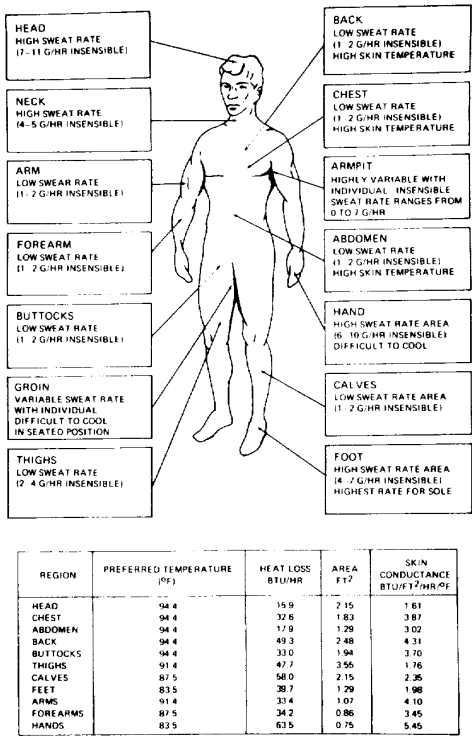 HEAD
HIGH SWEAT RATE
(7-11 G/HR INSENSIBLE)
NECK
HIGH SWEAT RATE
(4-5 G/HR INSENSIBLE)
ARM
LOW SWEAR RATE
(1-2 G/HR INSENSIBLE)
FOREARM
LOW SWEAT RATE
(1-2 G/HR INSENSIBLE)
BUTTOCKS
LOW SWEAT RATE
(1-2 G/HR INSENSIBLE)
GROIN
VARIABLE SWEAT RATE
WITH INDIVIDUAL
DIFFICULT TO COOL
IN SEATED POSITION
THIGHS
LOW SWEAT RATE
(2-4 G/HR INSENSIBLE)
BACK
LOW SWEAT RATE
(1-2 G/HR INSENSIBLE)
HIGH SKIN TEMPERATURE
CHEST
LOW SWEAT RATE
(1-2 G/HR INSENSIBLE)
HIGH SKIN TEMPERATURE
ARMPIT
HIGHLY VARIABLE WITH
INDIVIDUAL INSENSIBLE
SWEAT RATE RANGES FROM
0 TO 7 G/HR
ABDOMEN
LOW SWEAT RATE
(1-2 G/HR INSENSIBLE)
HIGH SKIN TEMPERATURE
HAND
HIGH SWEAT RATE AREA
(6-10 G/HR INSENSIBLE)
DIFFICULT TO COOL
CALVES
LOW SWEAT RATE AREA
(1-2 G/HR INSENSIBLE)
FOOT
HIGH SWEAT RATE AREA
(4-7 G/HR INSENSIBLE)
HIGHEST RATE FOR SOLE
REGION PREFERRED TEMPERATURE (ºF) HEAT LOSS BTU/HR AREA FT² SKIN CONDUCTANCE BTU/FT²/HR/ºF
HEAD 94.4 15.9 2.15 1.61
CHEST 94.4 32.6 1.83 3.87
ABDOMEN 94.4 17.9 1.29 3.02
BACK 94.4 49.3 2.48 4.31
BUTTOCKS 94.4 33.0 1.94 3.70
THIGHS 91.4 47.7 3.55 1.76
CALVES 87.5 58.0 2.15 2.35
FEET 83.5 39.7 1.29 1.98
ARMS 91.4 33.4 1.07 4.10
FOREARMS 87.5 34.2 0.86 3.45
HANDS 83.5 63.5 0.75 5.45